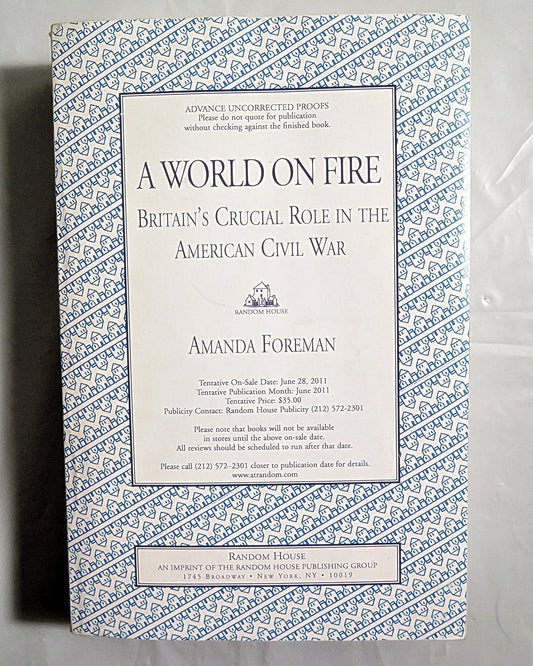 ADVANCE UNCORRECTED PROOFS
Please do not quote for publication
without checking against the finished book.
A WORLD ON FIRE
BRITAIN'S CRUCIAL ROLE IN THE
AMERICAN CIVIL WAR
RANDOM HOUSE
AMANDA FOREMAN
Tentative On-Sale Date: June 28, 2011
Tentative Publication Month: June 2011
Tentative Price: $35.00
Publicity Contact: Random House Publicity (212) 572-2301
Please note that books will not be available
in stores until the above on-sale date.
All reviews should be scheduled to run after that date.
Please call (212) 572-2301 closer to publication date for details.
www.atrandom.com
RANDOM HOUSE
AN IMPRINT OF THE RANDOM HOUSE PUBLISHING GROUP
1745 BROADWAY • NEW YORK, NY • 10019